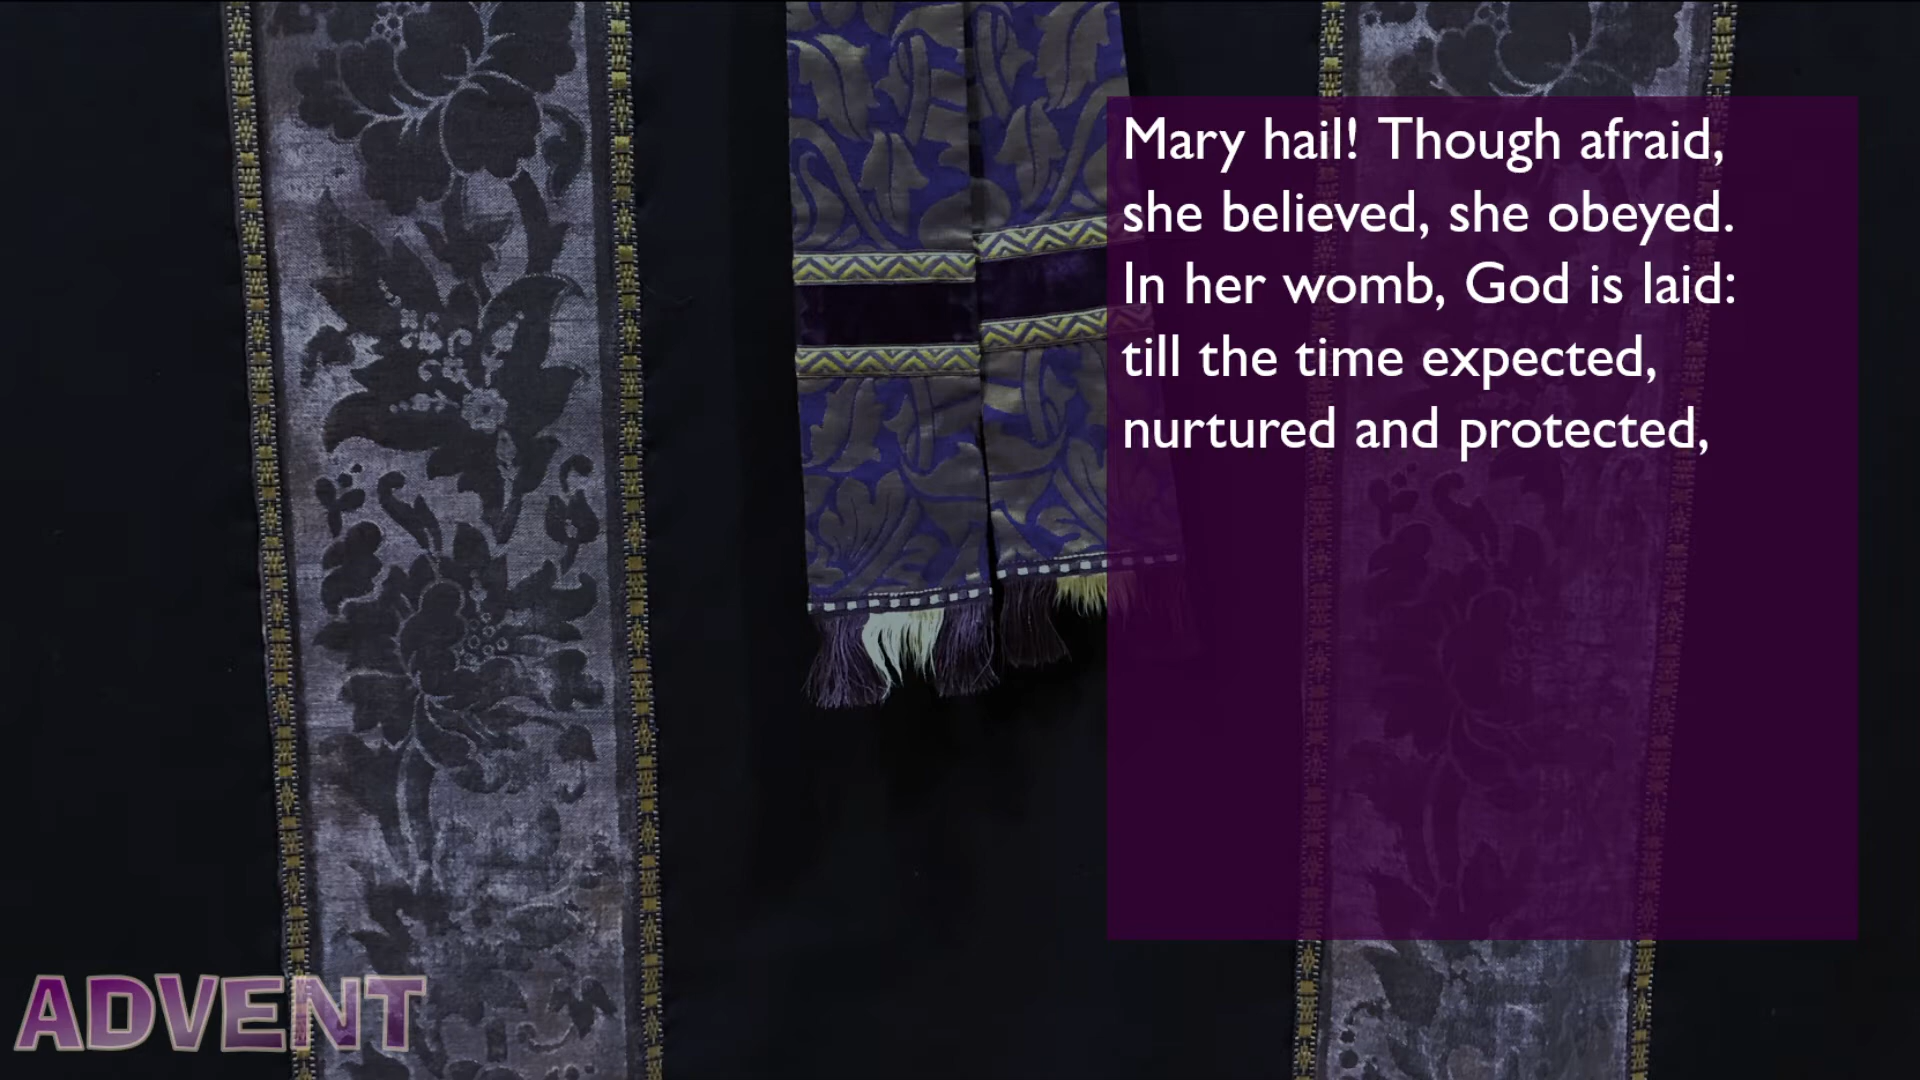 Mary hail! Though afraid,
she believed, she obeyed.
In her womb, God is laid:
till the time expected,
nurtured and protected,
ADVENT